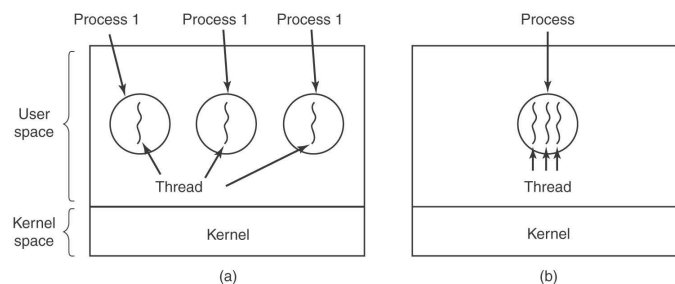 Process 1
Process 1
Process 1
Process
User
space
Thread
Thread
Kernel
space
Kernel
Kernel
(a)
(b)